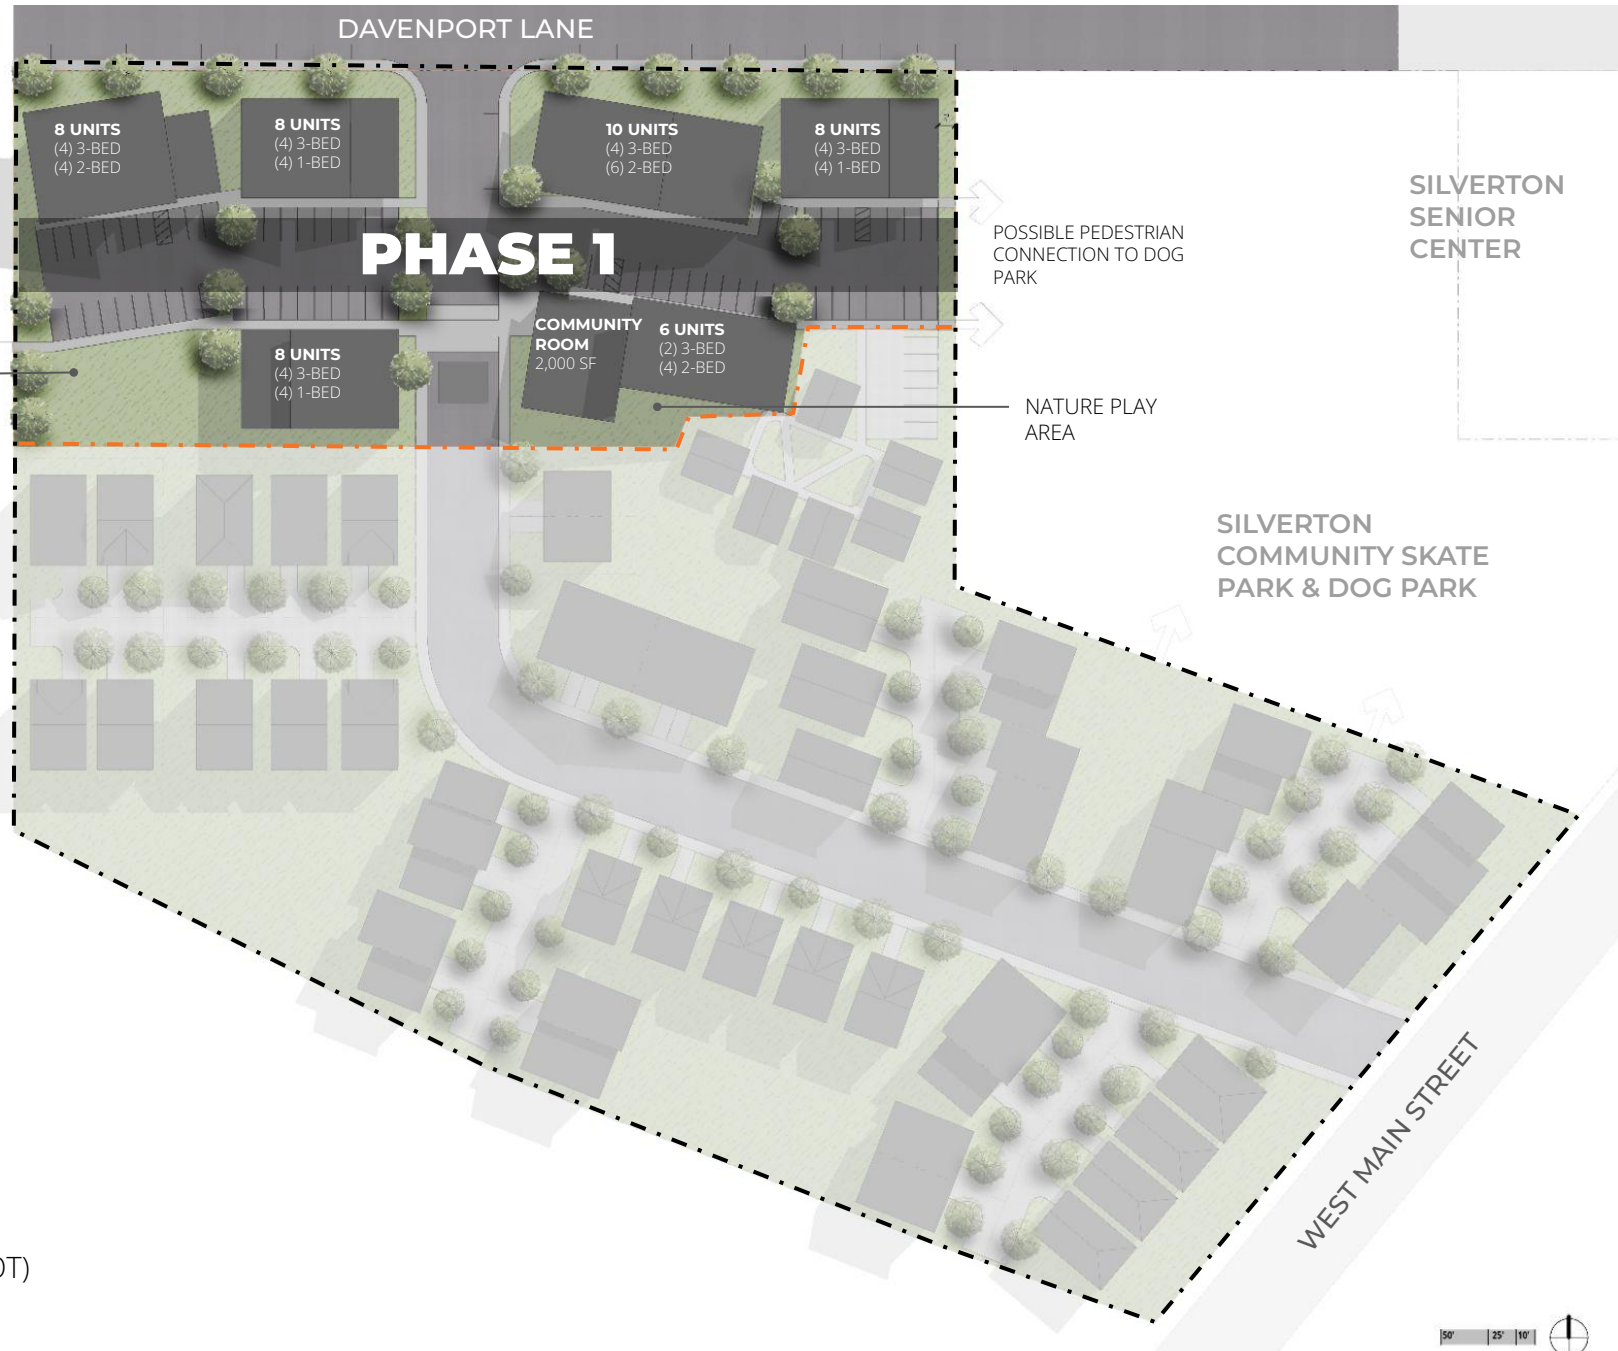 DAVENPORT LANE
8 UNITS
(4) 3-BED
(4) 2-BED
8 UNITS
(4) 3-BED
(4) 1-BED
10 UNITS
(4) 3-BED
(6) 2-BED
8 UNITS
(4) 3-BED
(4) 1-BED
SILVERTON
SENIOR
CENTER
POSSIBLE PEDESTRIAN
CONNECTION TO DOG
PARK
PHASE 1
COMMUNITY
ROOM
2,000 SF
6 UNITS
(2) 3-BED
(4) 2-BED
8 UNITS
(4) 3-BED
(4) 1-BED
NATURE PLAY
AREA
SILVERTON
COMMUNITY SKATE
PARK & DOG PARK
WEST MAIN STREET
OT)
50' 25' 10'